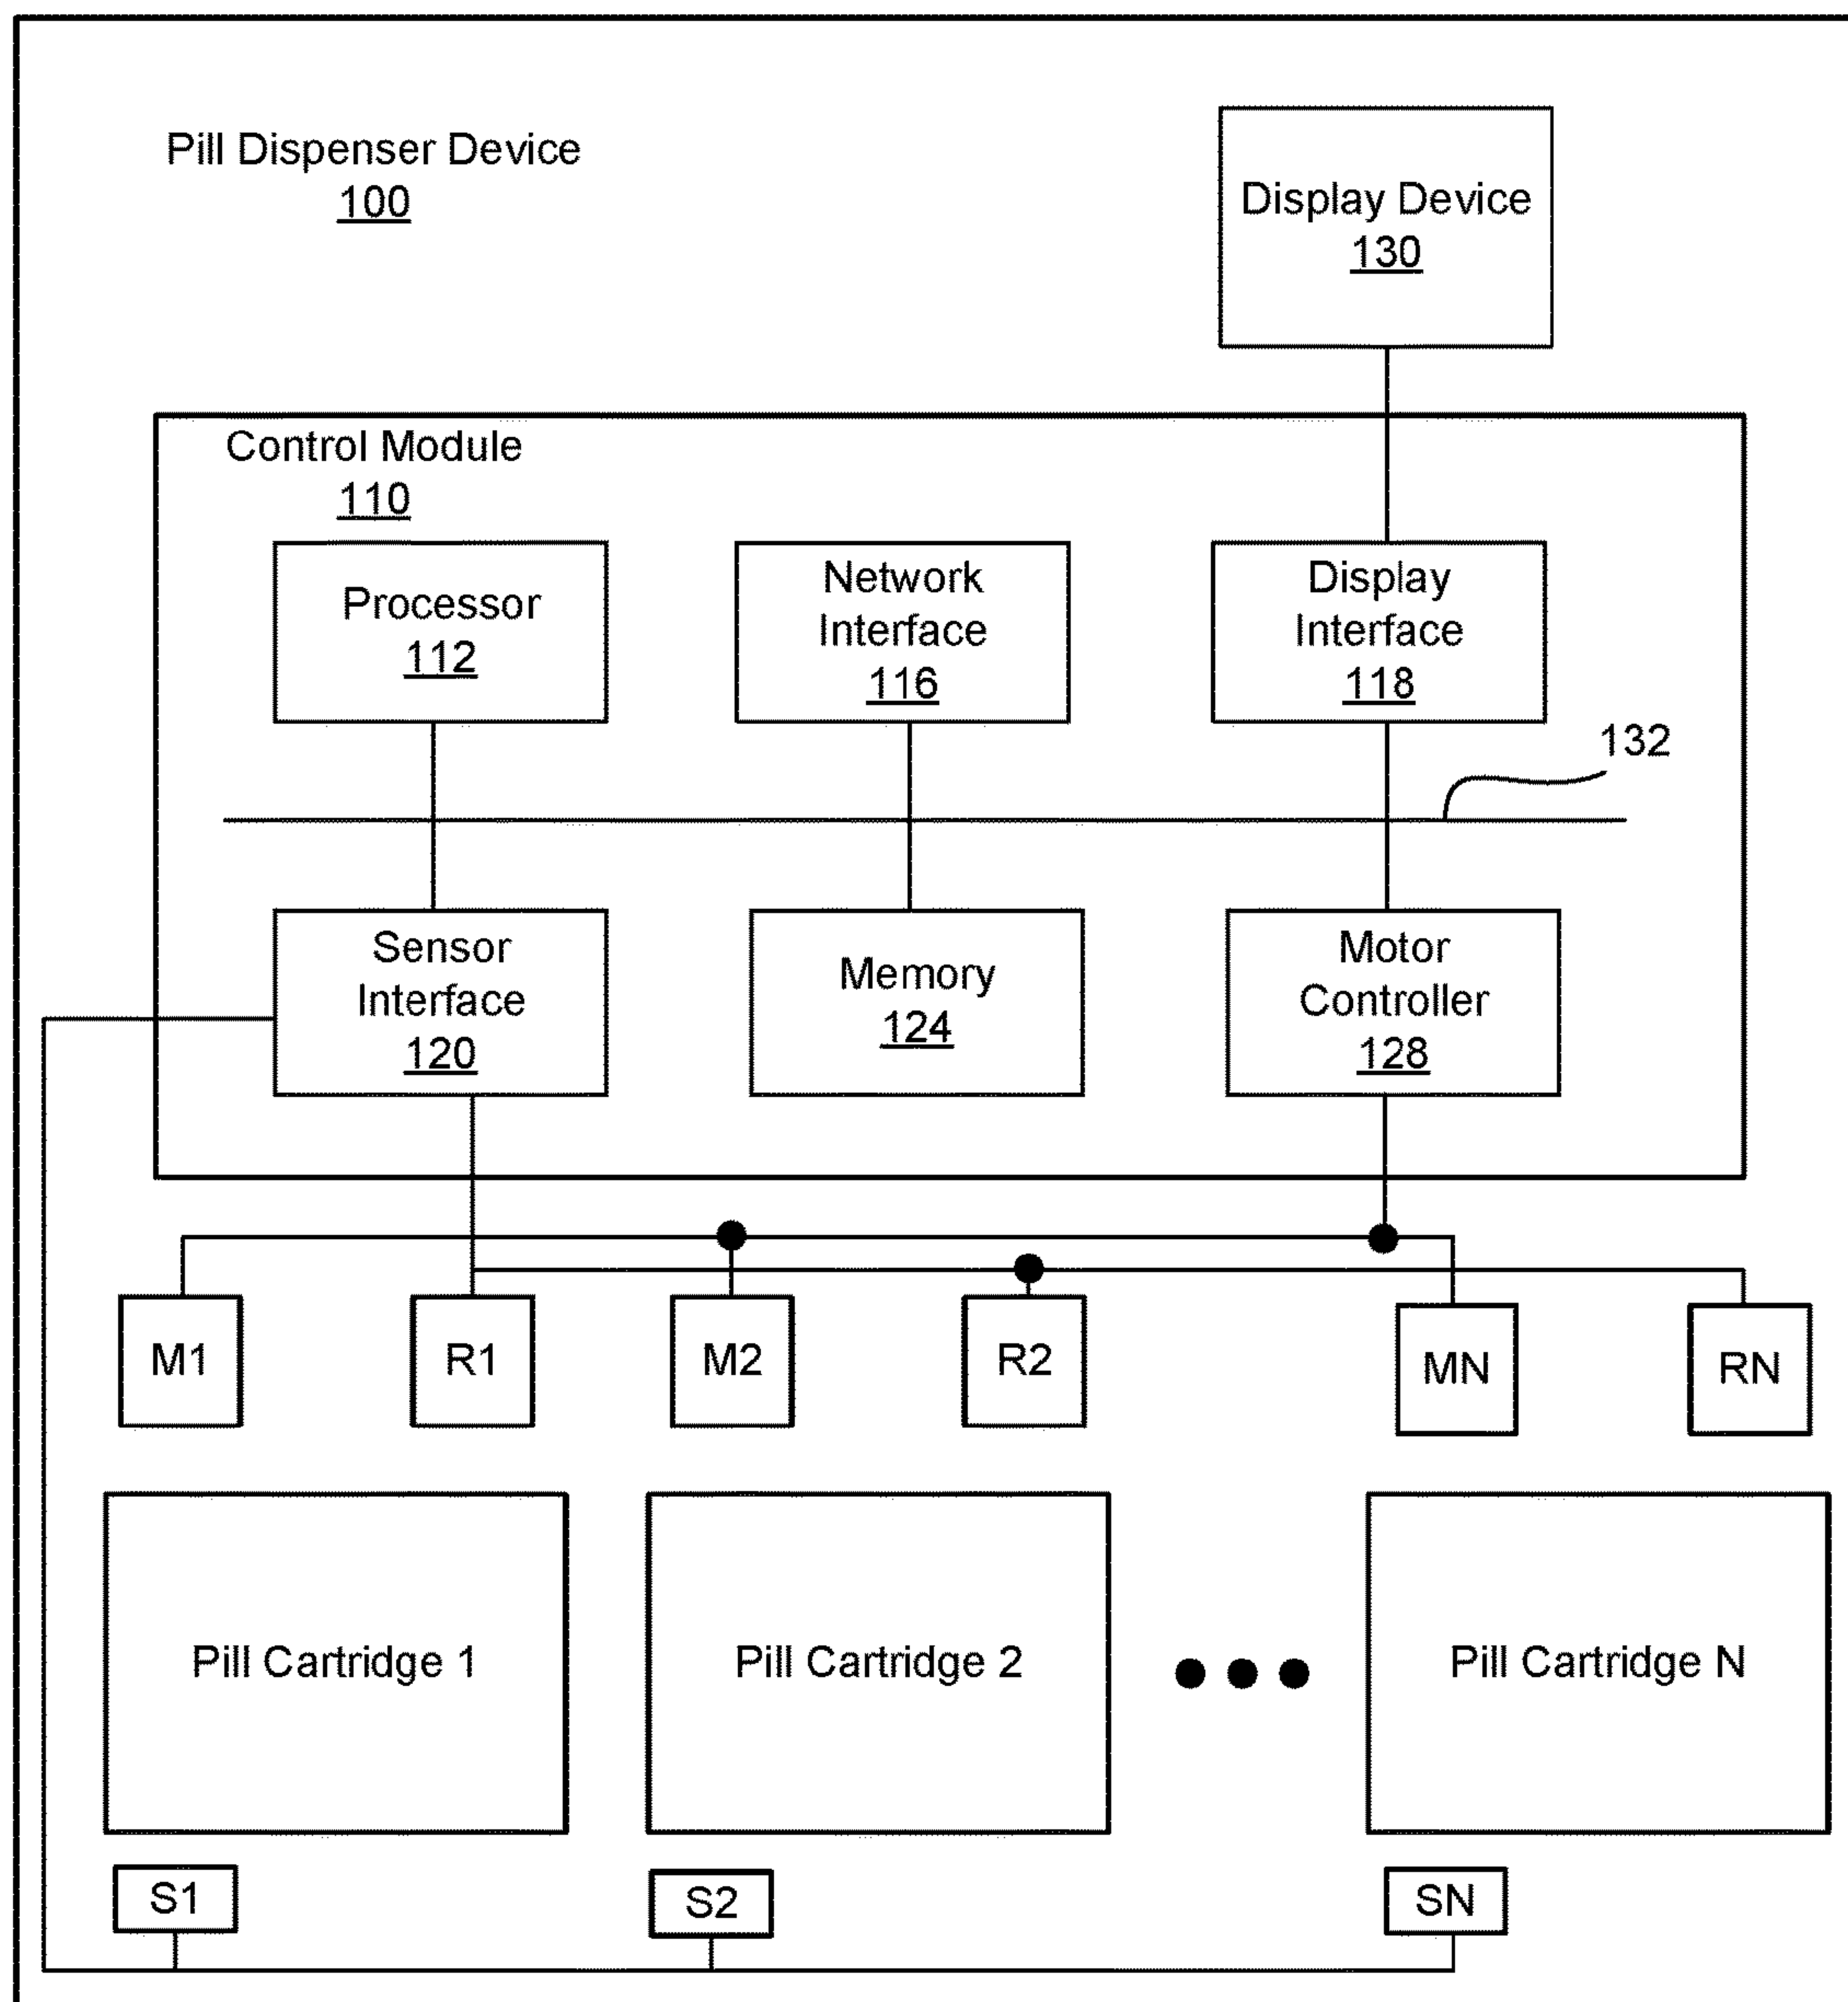 Pill Dispenser Device
100
Display Device
130
Control Module
110
Processor
112
Network
Interface
116
Display
Interface
118
132
Sensor
Interface
120
Memory
124
Motor
Controller
128
M1
R1
M2
R2
MN
RN
Pill Cartridge 1
Pill Cartridge 2
Pill Cartridge N
S1
S2
SN